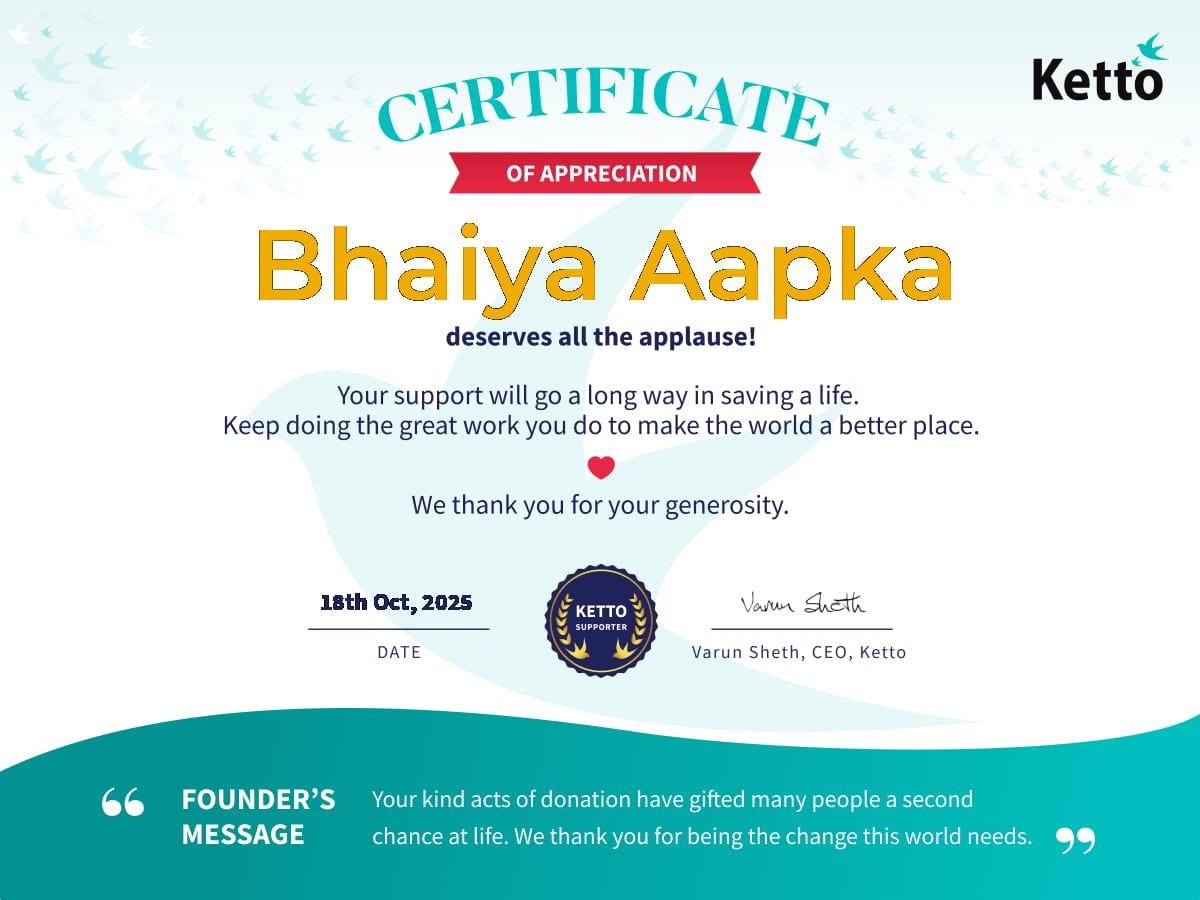 Ketto
CERTIFICATE
OF APPRECIATION
Bhaiya Aapka
deserves all the applause!
Your support will go a long way in saving a life.
Keep doing the great work you do to make the world a better place.
We thank you for your generosity.
18th Oct, 2025
DATE
KETTO
SUPPORTER
Varun Sheth
Varun Sheth, CEO, Ketto
“ FOUNDER’S
MESSAGE
Your kind acts of donation have gifted many people a second
chance at life. We thank you for being the change this world needs. ”